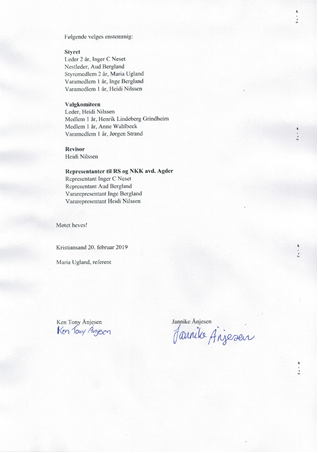 Følgende velges enstemmig:
Styret
Leder 2 år, Inger C Neset
Nestleder, Aud Bergland
Styremedlem 2 år, Maria Ugland
Varamedlem 1 år, Inge Bergland
Varamedlem 1 år, Heidi Nilssen
Valgkomiteen
Leder, Heidi Nilssen
Medlem 1 år, Henrik Lindeberg Grindheim
Medlem 1 år, Anne Wahlbeck
Varamedlem 1 år, Jørgen Strand
Revisor
Heidi Nilssen
Representanter til RS og NKK avd. Agder
Representant Inger C Neset
Representant Aud Bergland
Vararepresentant Inge Bergland
Vararepresentant Heidi Nilssen
Møtet heves!
Kristiansand 20. februar 2019
Maria Ugland, referent
Ken Tony Ånjesen
Jannike Ånjesen
Ken Tony Ånjesen
Jannike Ånjesen